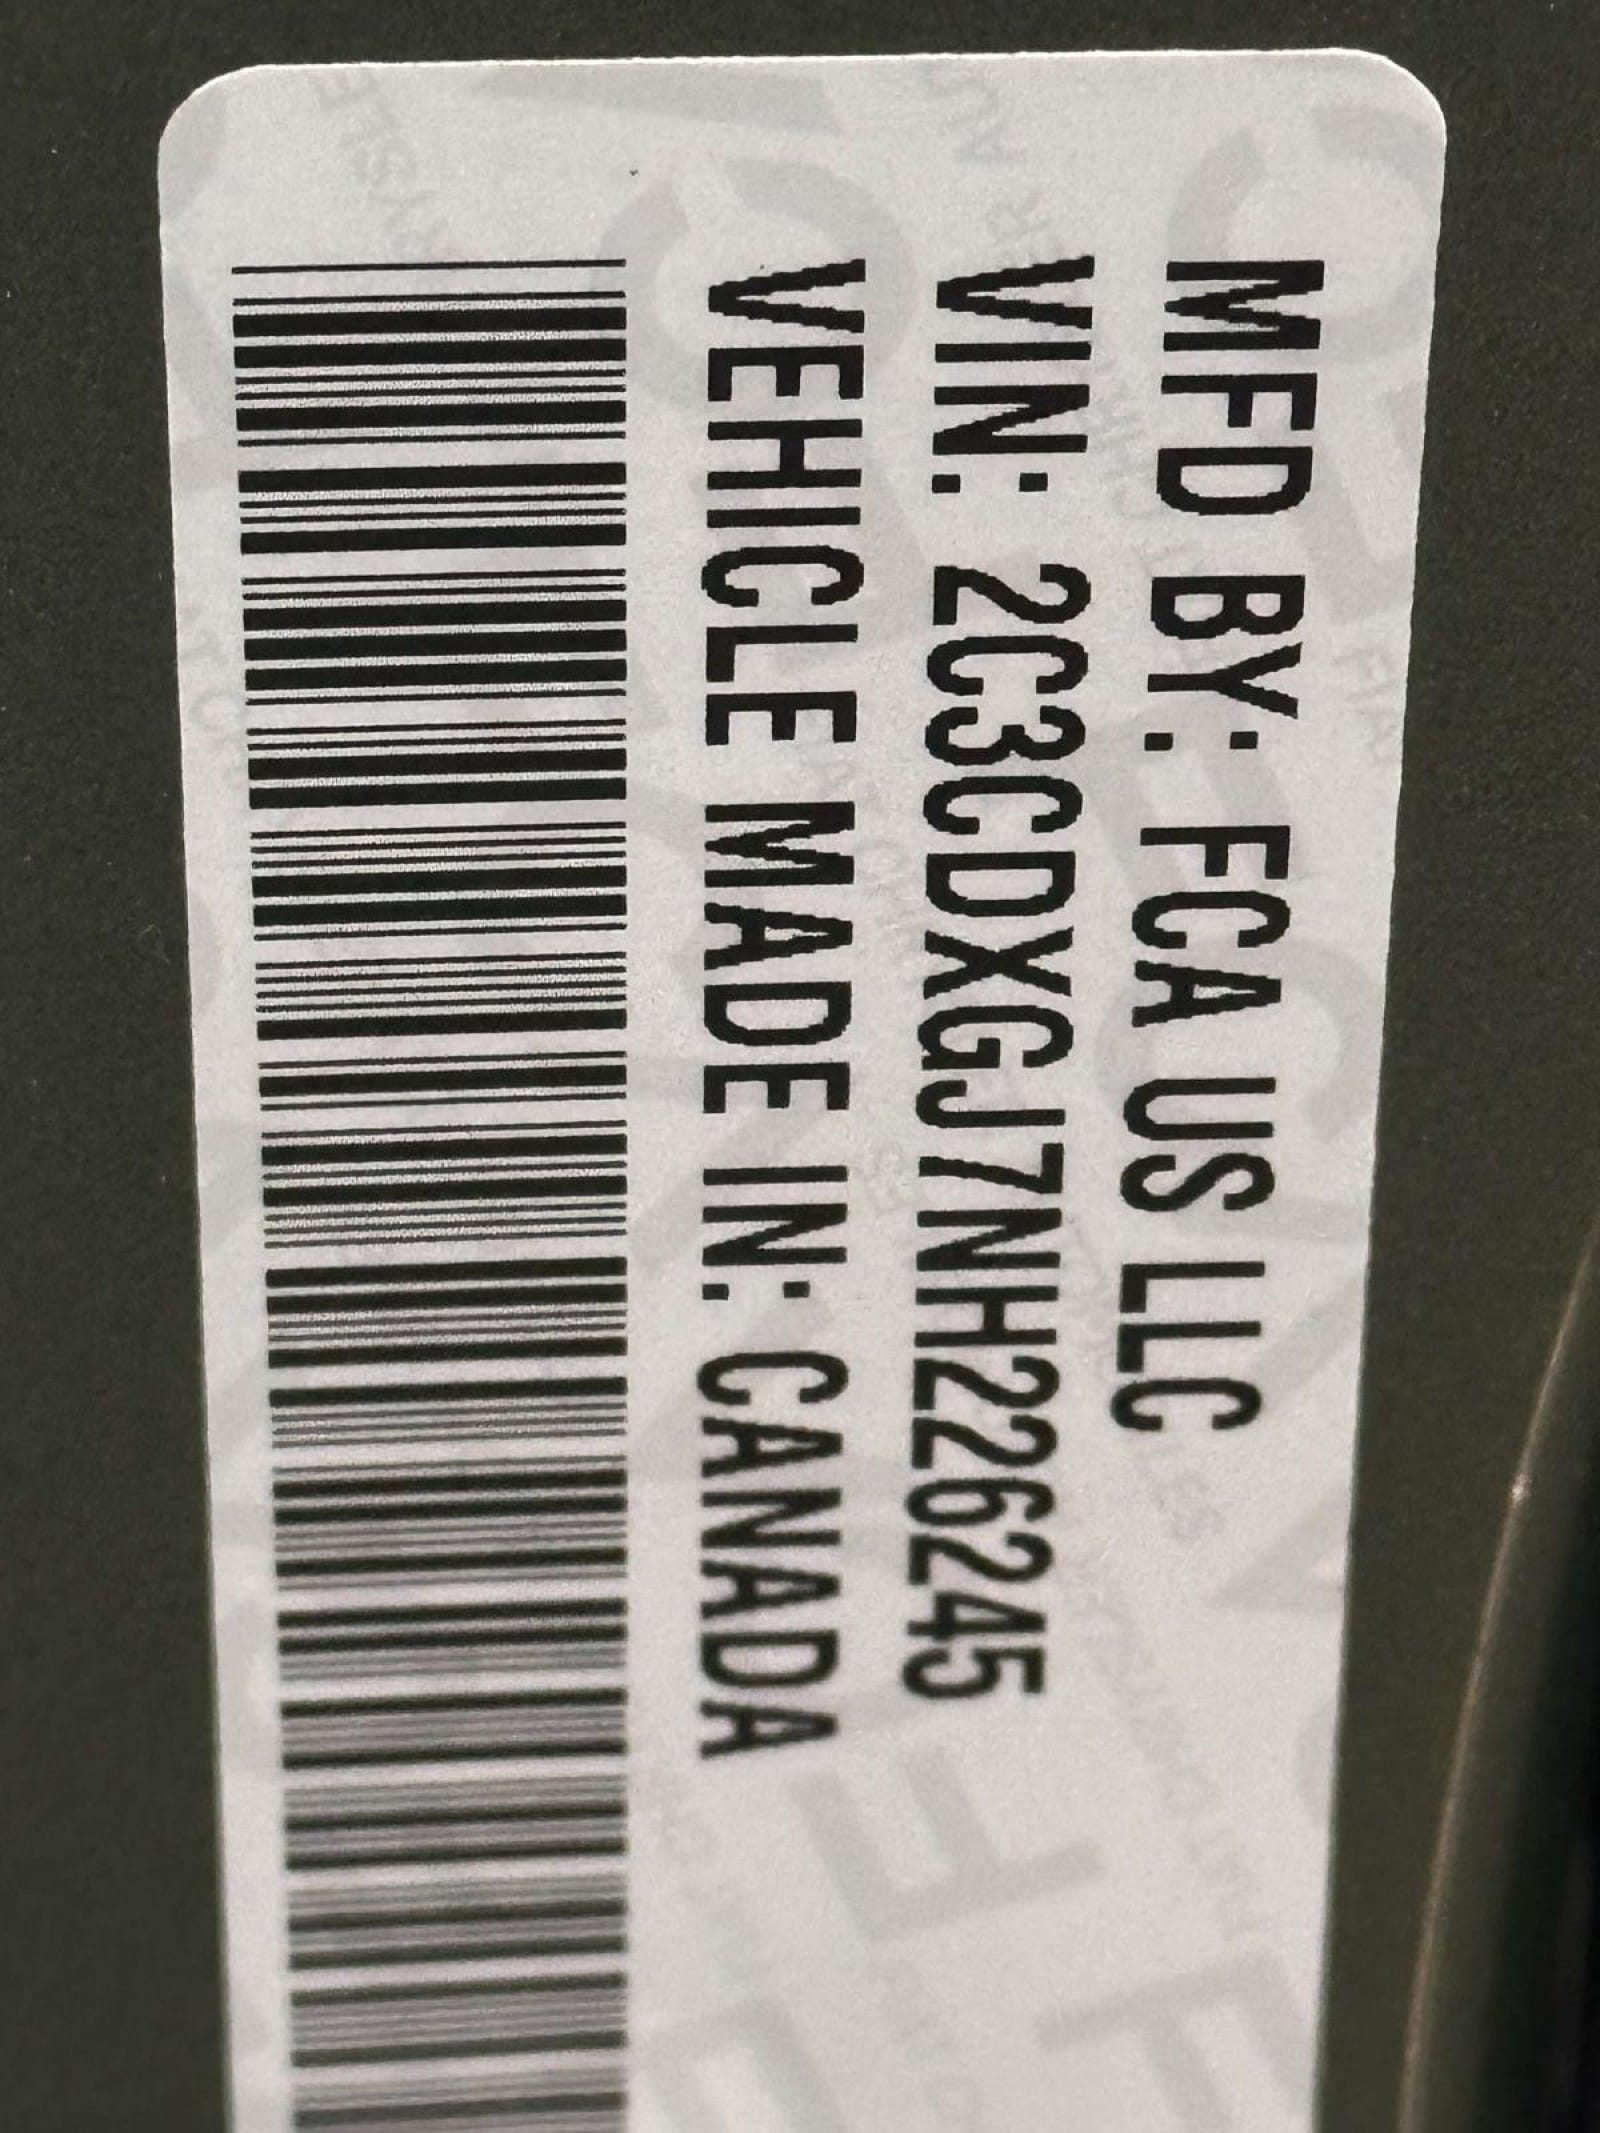 MFD BY: FCA US LLC
VIN: 2C3CDXGJ7NH226245
VEHICLE MADE IN: CANADA